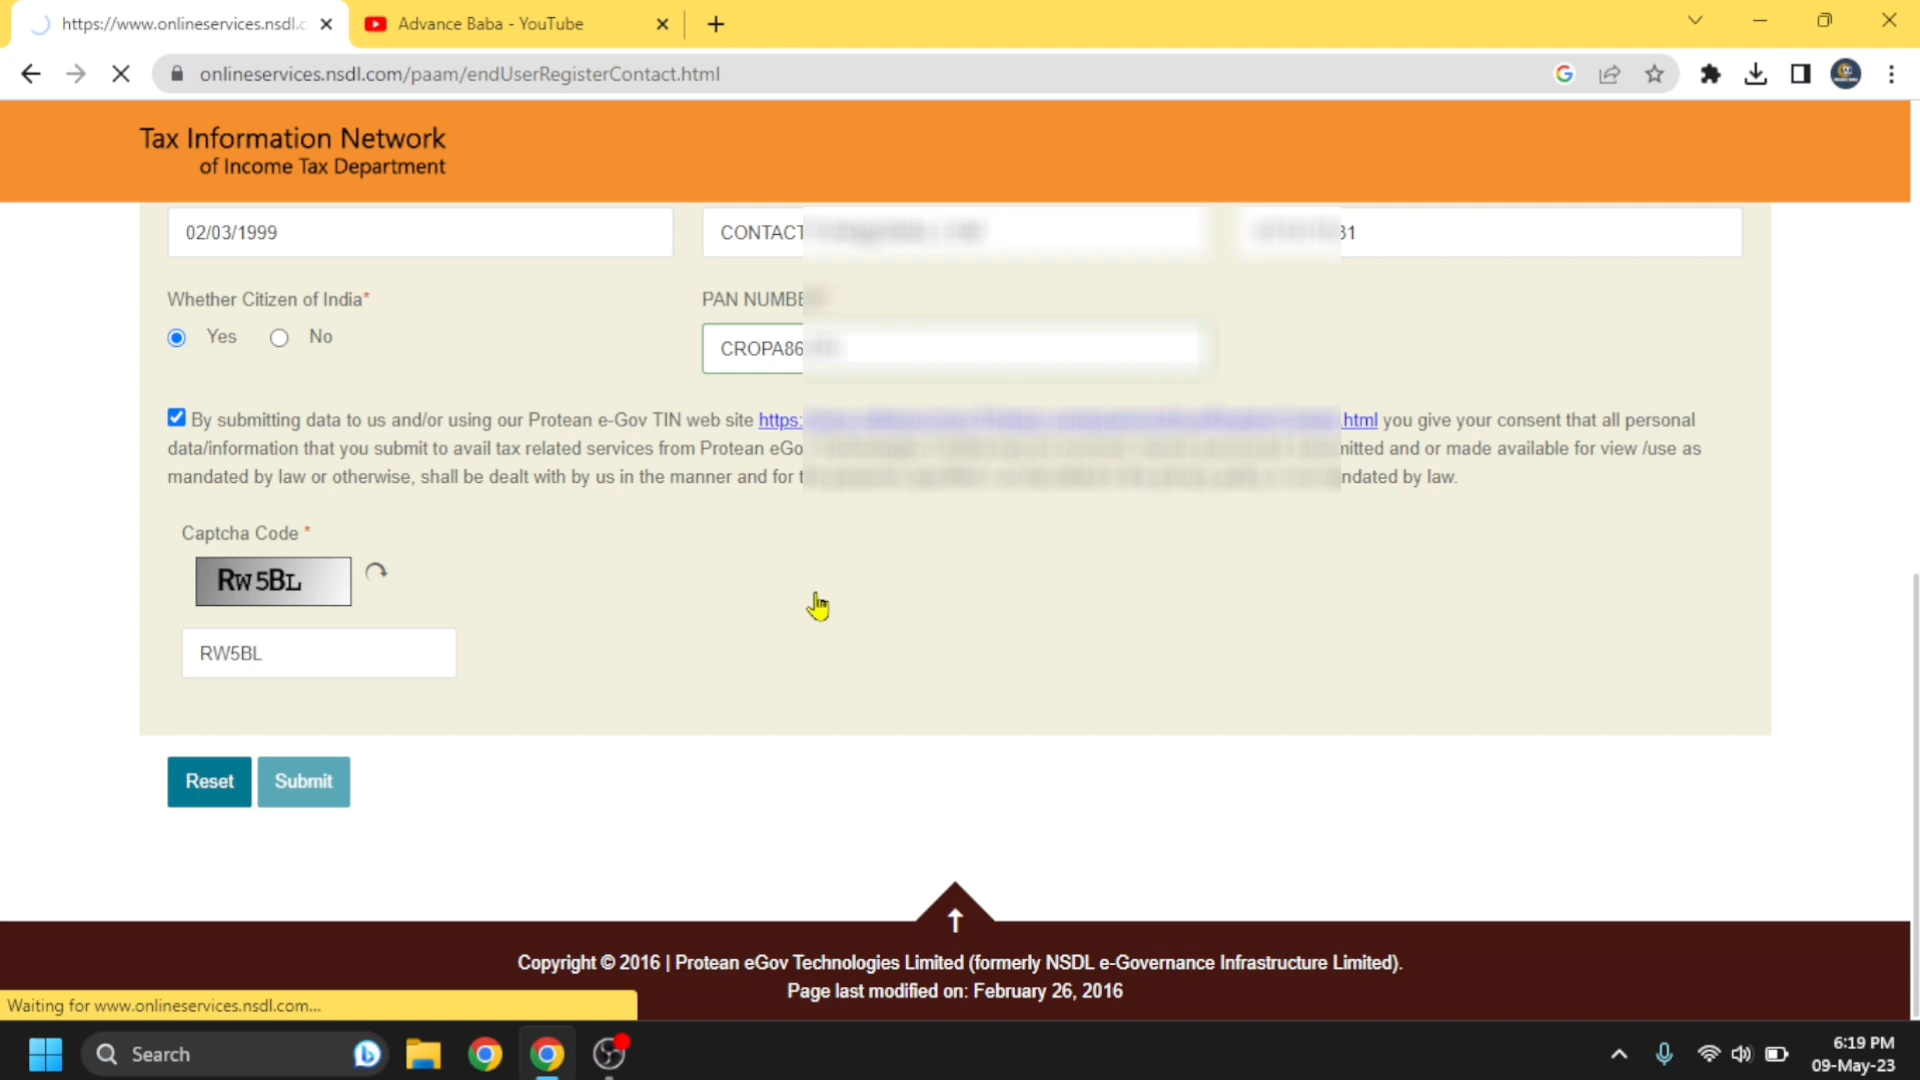 https://www.onlineservices.nsdl.c
Advance Baba - YouTube
onlineservices.nsdl.com/paam/endUserRegisterContact.html
Tax Information Network
of Income Tax Department
02/03/1999
CONTACT
31
Whether Citizen of India*
PAN NUMBE
Yes
No
CROPA86
By submitting data to us and/or using our Protean e-Gov TIN web site https: .html you give your consent that all personal
data/information that you submit to avail tax related services from Protean eGo mitted and or made available for view /use as
mandated by law or otherwise, shall be dealt with by us in the manner and for t ndated by law.
Captcha Code *
RW5BL
RW5BL
Reset
Submit
Copyright © 2016 | Protean eGov Technologies Limited (formerly NSDL e-Governance Infrastructure Limited).
Page last modified on: February 26, 2016
Waiting for www.onlineservices.nsdl.com...
Search
6:19 PM
09-May-23